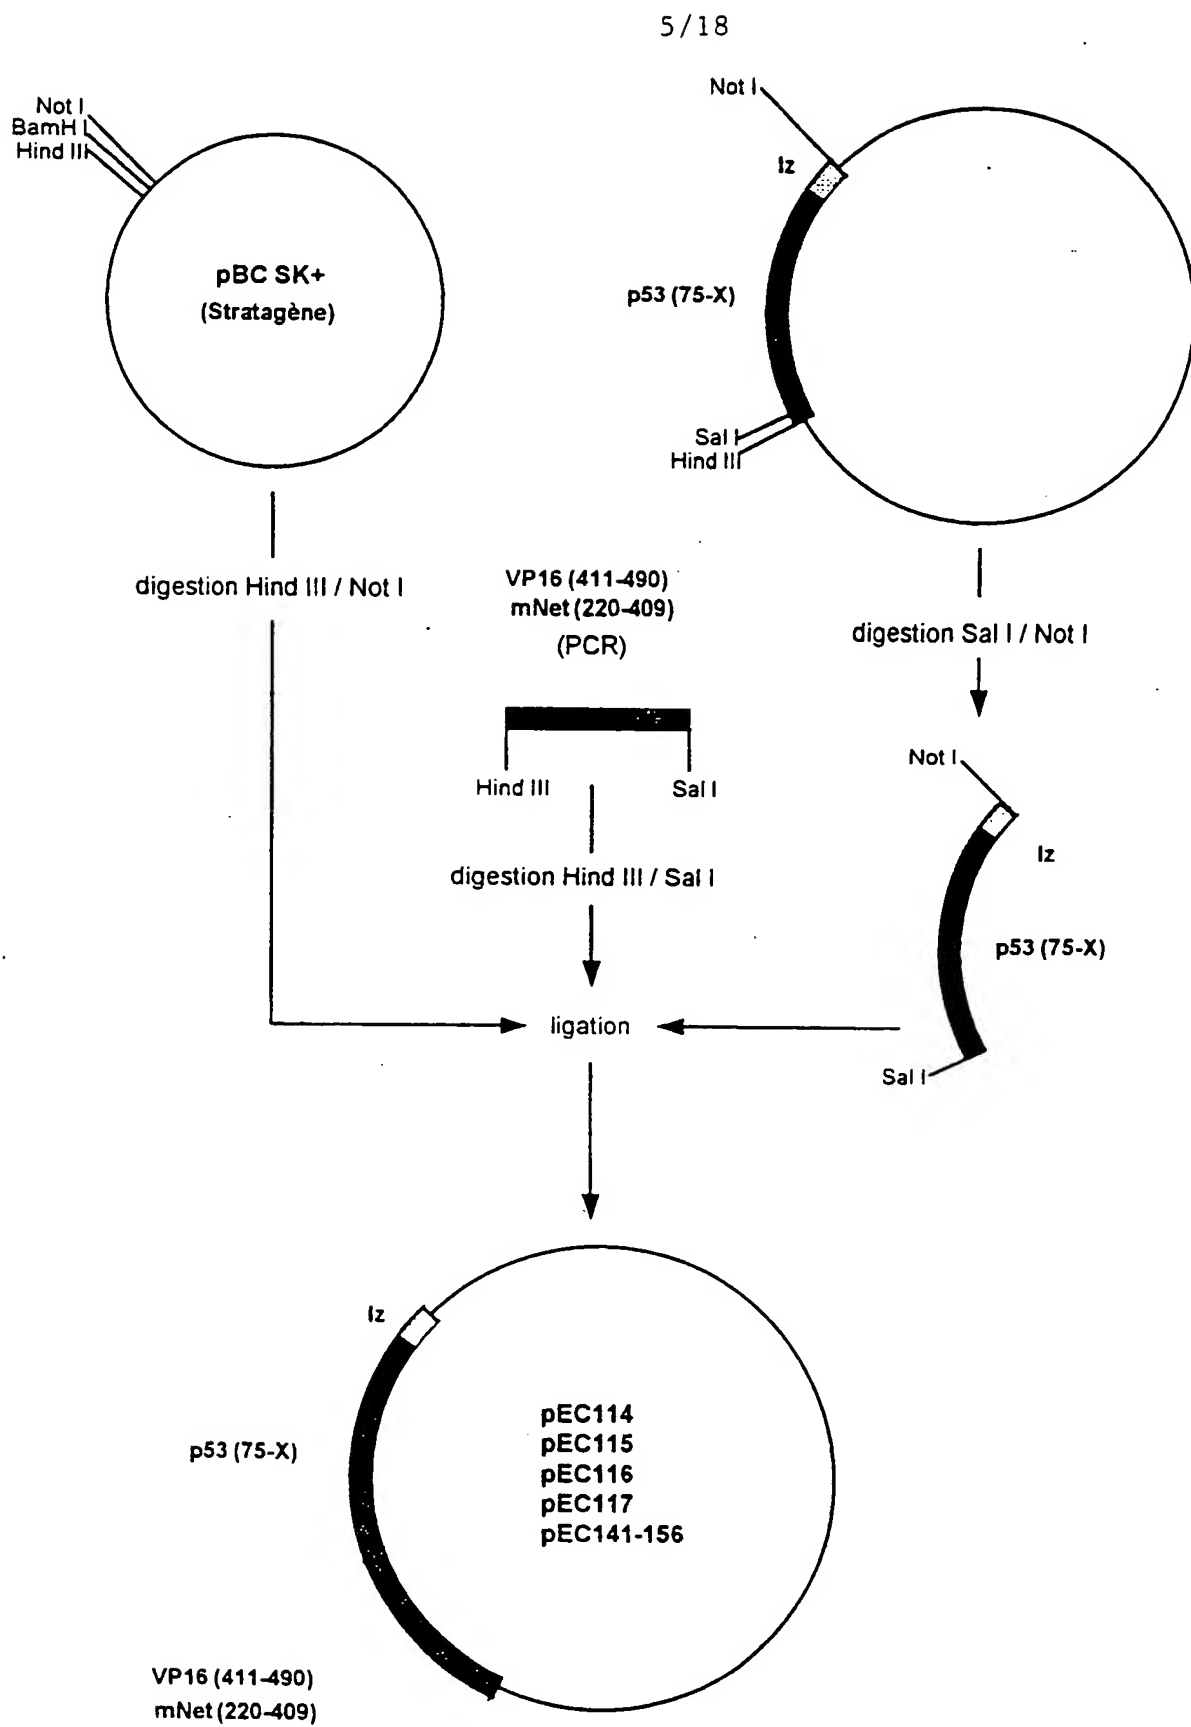 5/18
Not I
BamH I
Hind III
pBC SK+
(Stratagène)
Not I
lz
p53 (75-X)
Sal I
Hind III
digestion Hind III / Not I
VP16 (411-490)
mNet (220-409)
(PCR)
Hind III
Sal I
digestion Hind III / Sal I
digestion Sal I / Not I
Not I
lz
p53 (75-X)
Sal I
ligation
lz
p53 (75-X)
pEC114
pEC115
pEC116
pEC117
pEC141-156
VP16 (411-490)
mNet (220-409)